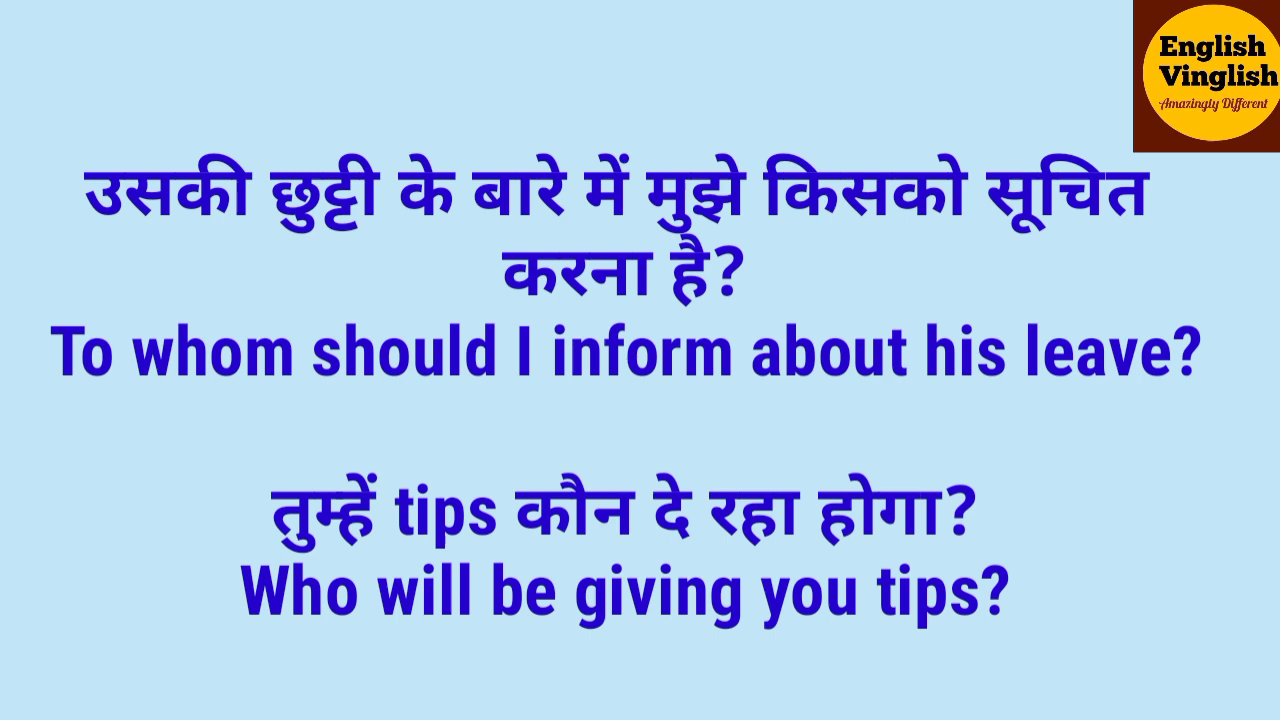 English
Vinglish
Amazingly Different
उसकी छुट्टी के बारे में मुझे किसको सूचित
करना है?
To whom should I inform about his leave?
तुम्हें tips कौन दे रहा होगा?
Who will be giving you tips?